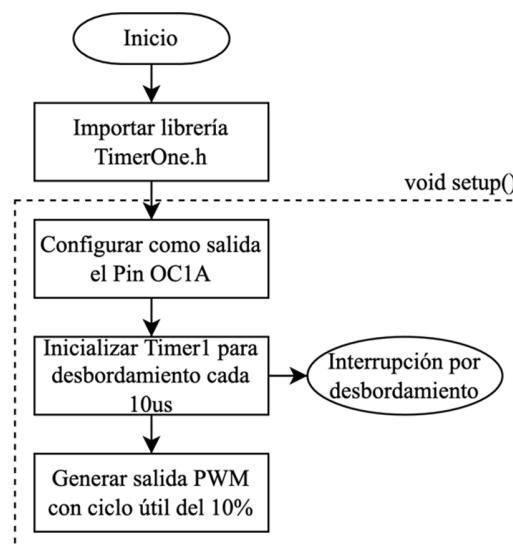 Inicio
Importar librería
TimerOne.h
void setup()
Configurar como salida
el Pin OC1A
Inicializar Timer1 para
desbordamiento cada
10us
Interrupción por
desbordamiento
Generar salida PWM
con ciclo útil del 10%